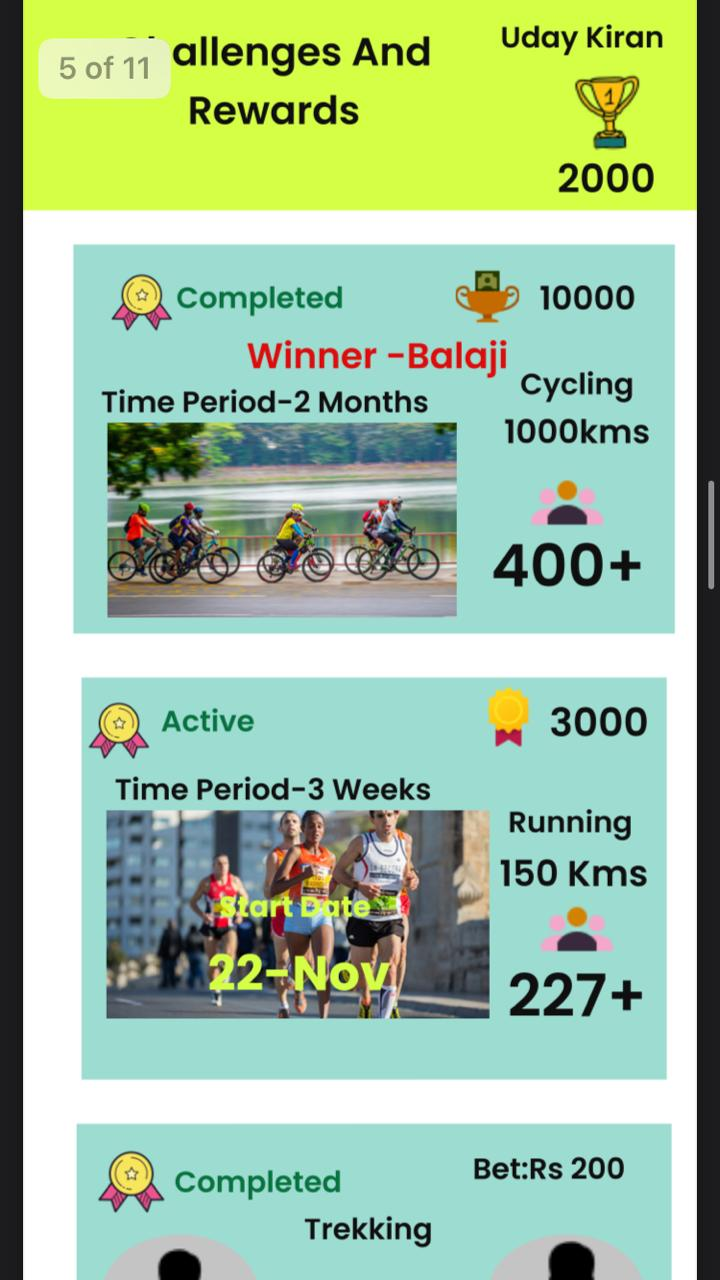 5 of 11
Challenges And
Rewards
Uday Kiran
1
2000
Completed
10000
Winner -Balaji
Time Period-2 Months
Cycling
1000kms
400+
Active
3000
Time Period-3 Weeks
Running
150 Kms
Start Date
22-Nov
227+
Completed
Bet:Rs 200
Trekking